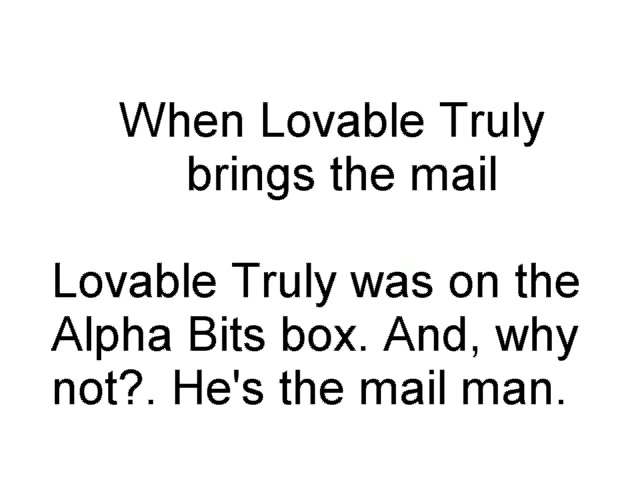 When Lovable Truly
brings the mail
Lovable Truly was on the
Alpha Bits box. And, why
not?. He's the mail man.